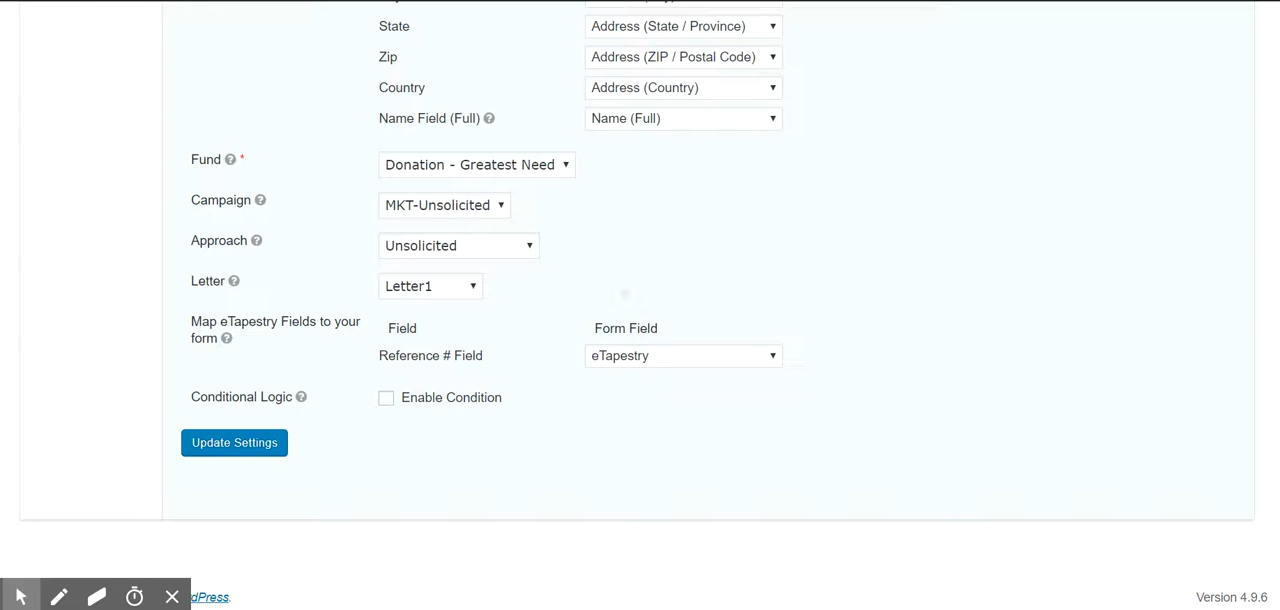 State Address (State / Province)
Zip Address (ZIP / Postal Code)
Country Address (Country)
Name Field (Full) Name (Full)
Fund * Donation - Greatest Need
Campaign MKT-Unsolicited
Approach Unsolicited
Letter Letter1
Map eTapestry Fields to your
form
Field Form Field
Reference # Field eTapestry
Conditional Logic Enable Condition
Update Settings
dPress.
Version 4.9.6